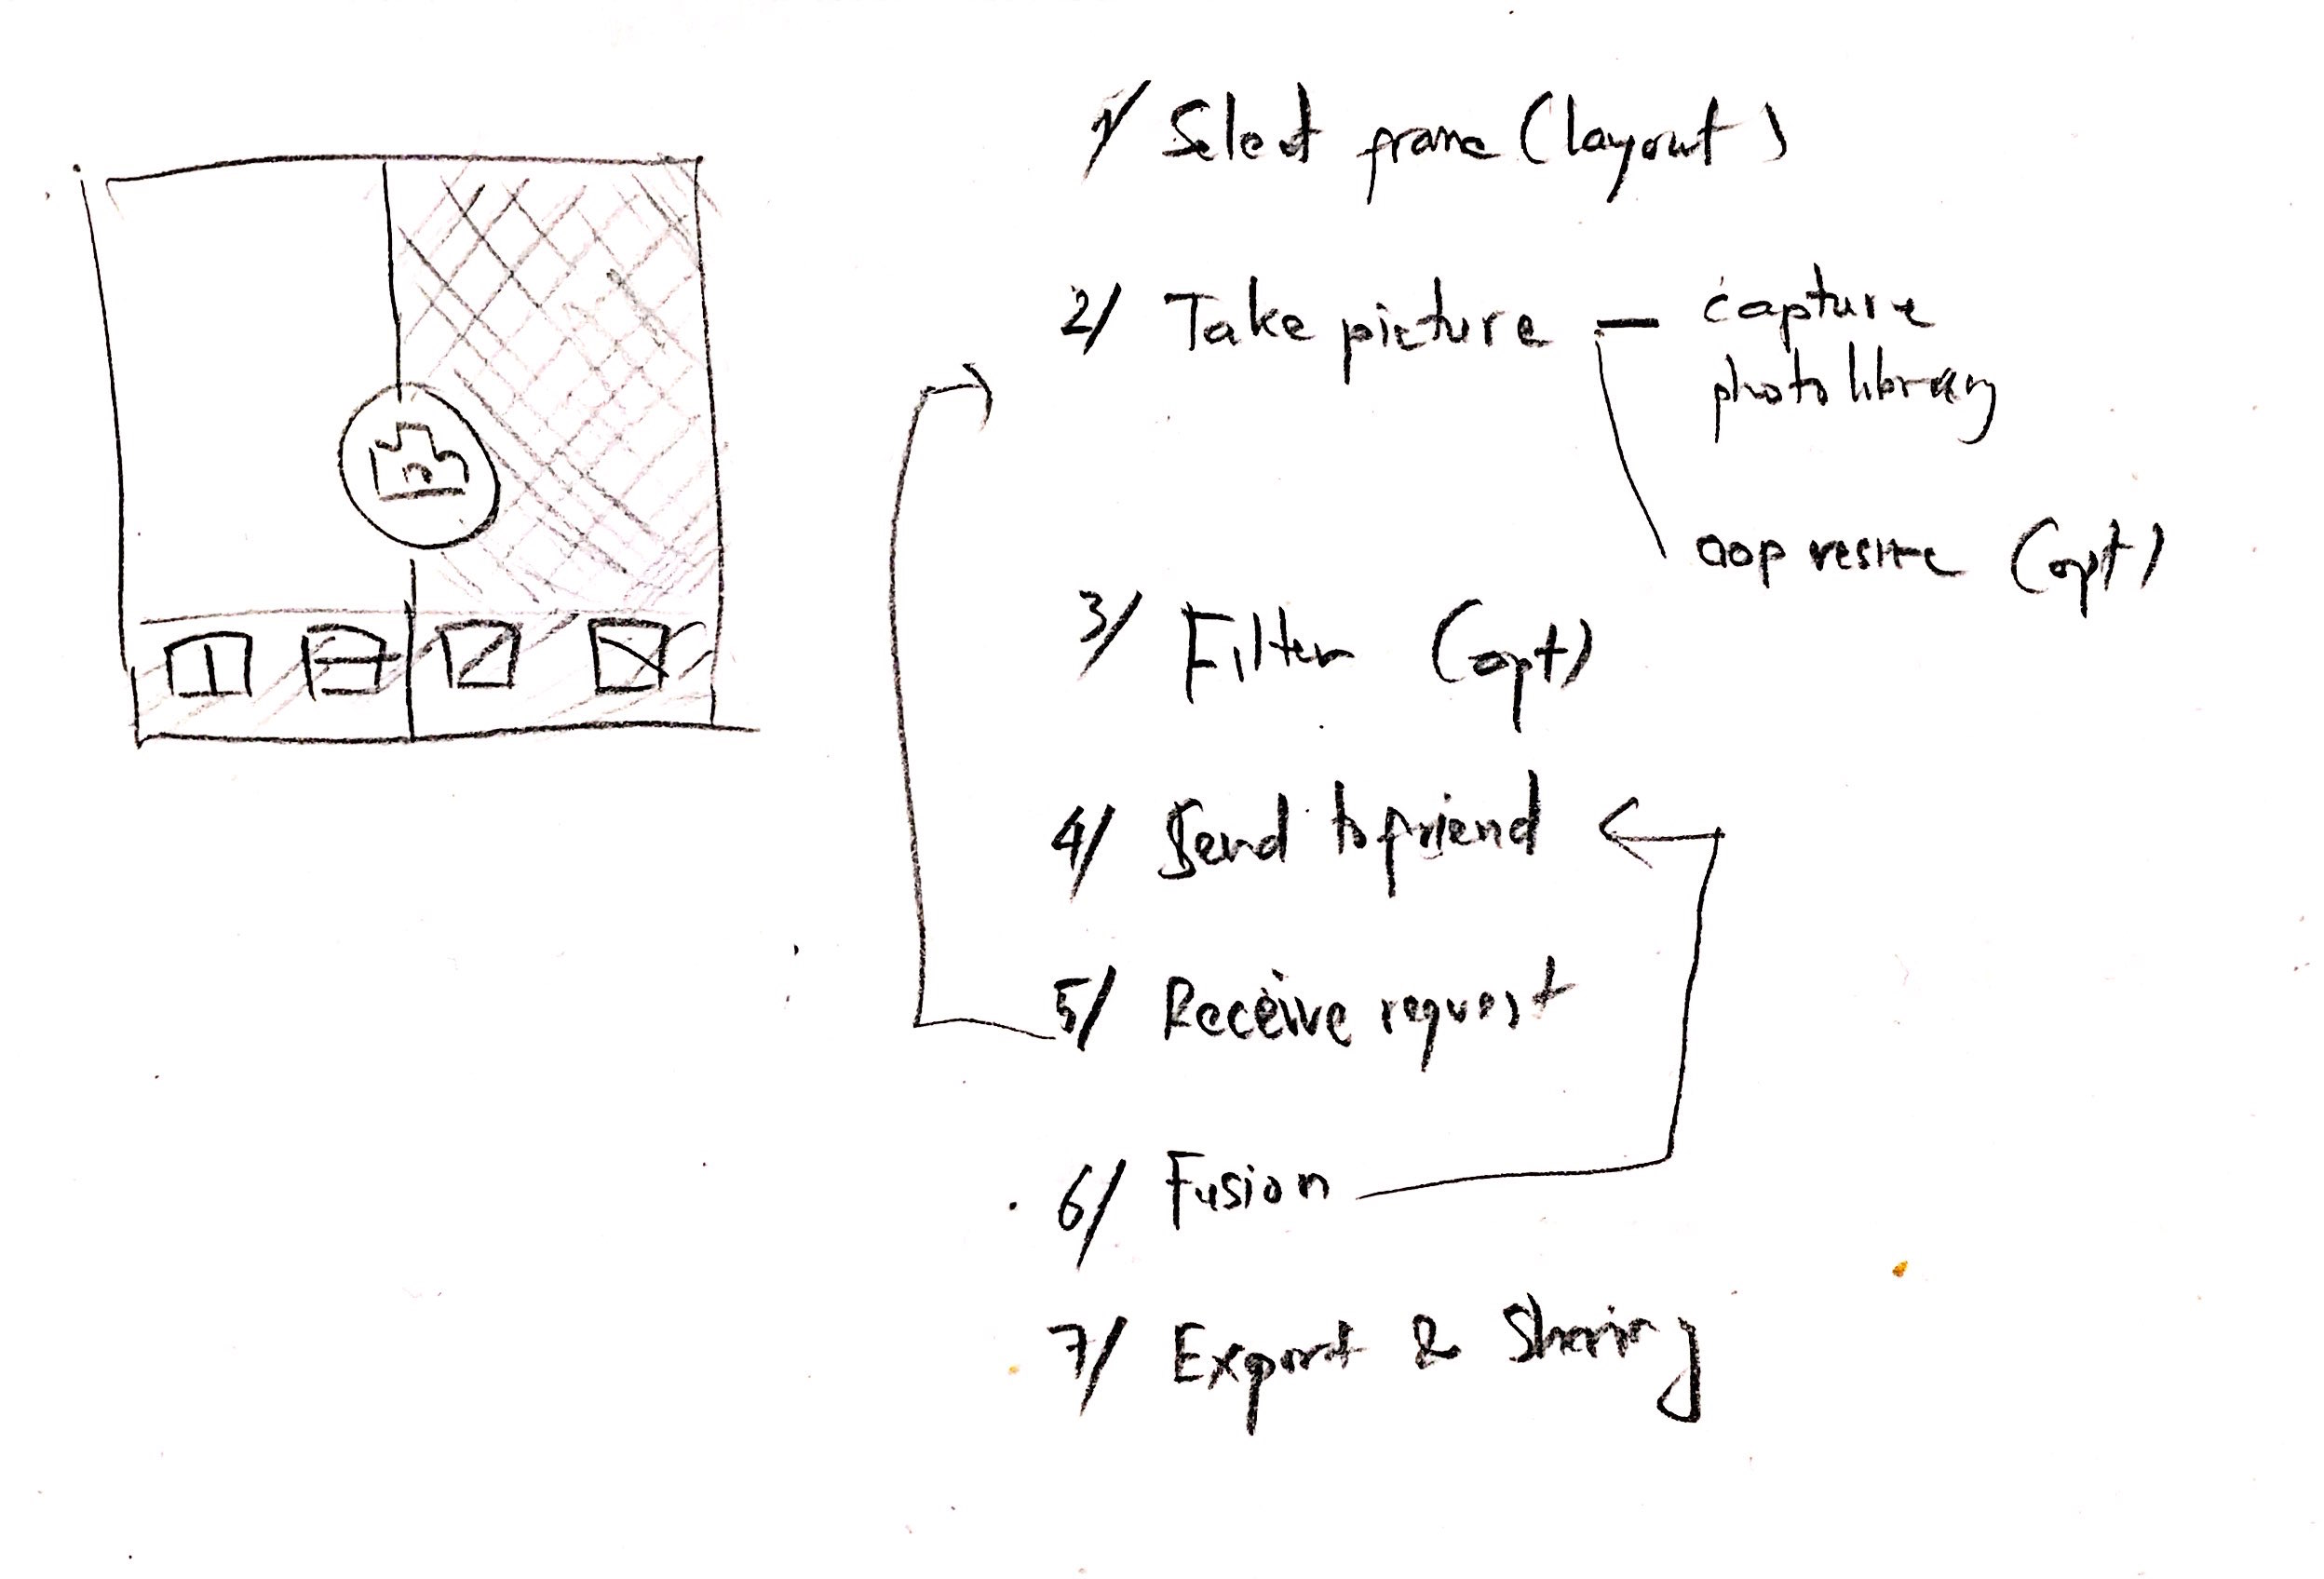 1/ Select frame (layout)
2/ Take picture — capture
photo library
resize (opt)
3/ Filter (opt)
4/ Send to friend
5/ Receive request
6/ Fusion
7/ Export & Sharing